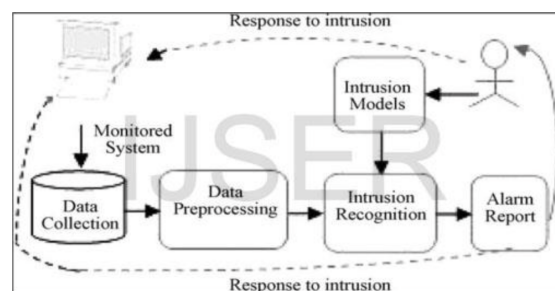 Response to intrusion
Intrusion
Models
Monitored
System
IJSER
Data
Collection
Data
Preprocessing
Intrusion
Recognition
Alarm
Report
Response to intrusion